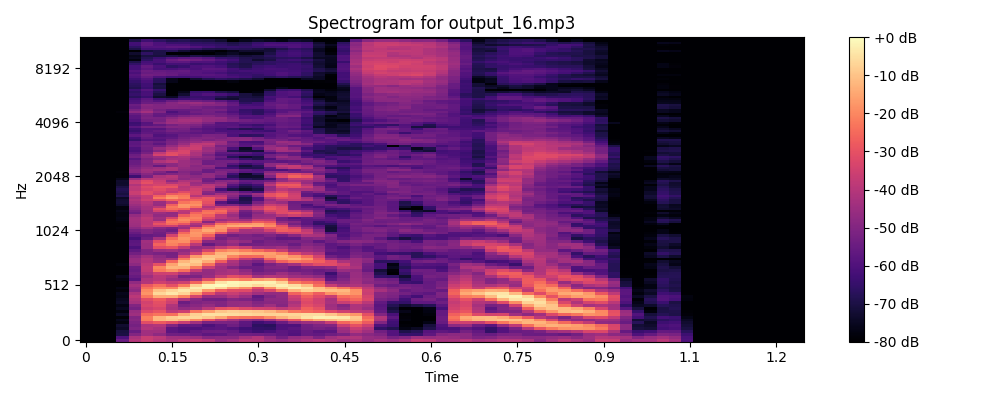 Spectrogram for output_16.mp3
8192
4096
2048
1024
512
0
Hz
0 0.15 0.3 0.45 0.6 0.75 0.9 1.1 1.2
Time
+0 dB
-10 dB
-20 dB
-30 dB
-40 dB
-50 dB
-60 dB
-70 dB
-80 dB